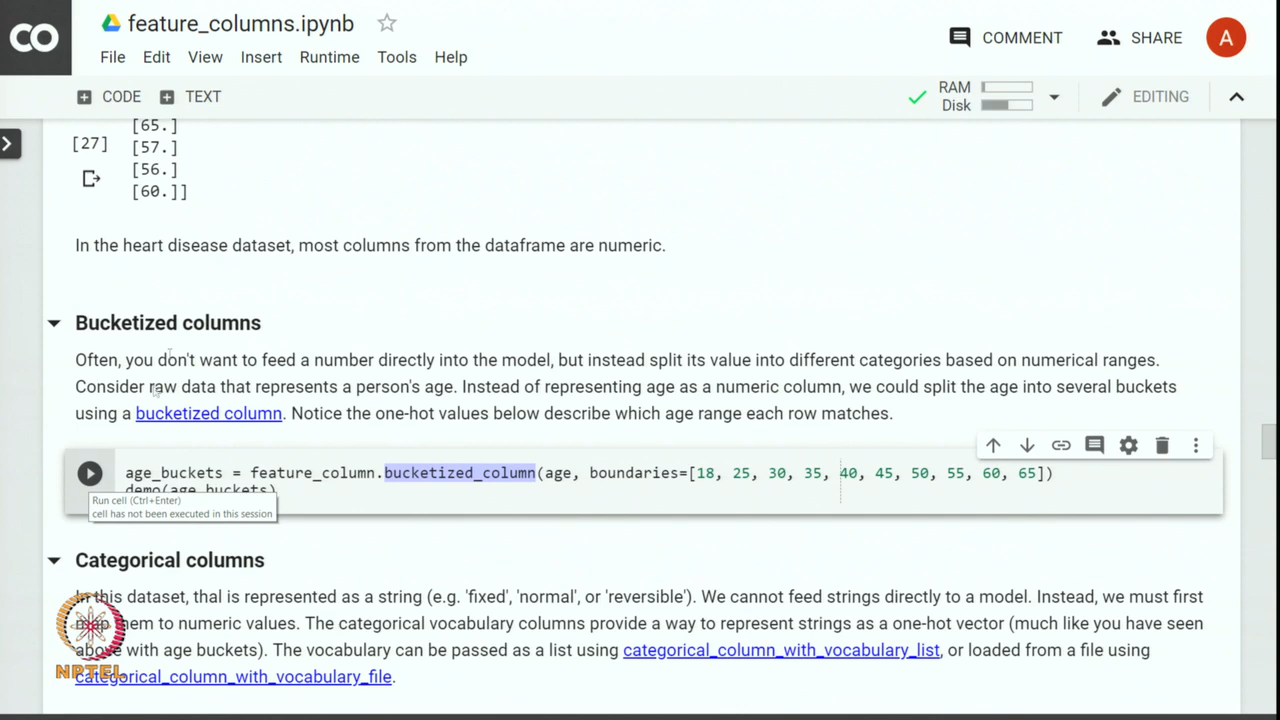 CO
feature_columns.ipynb
COMMENT
SHARE
A
File Edit View Insert Runtime Tools Help
CODE TEXT
RAM
Disk
EDITING
[65.]
[27] [57.]
[56.]
[60.]]
In the heart disease dataset, most columns from the dataframe are numeric.
Bucketized columns
Often, you don't want to feed a number directly into the model, but instead split its value into different categories based on numerical ranges.
Consider raw data that represents a person's age. Instead of representing age as a numeric column, we could split the age into several buckets
using a bucketized column. Notice the one-hot values below describe which age range each row matches.
age_buckets = feature_column.bucketized_column(age, boundaries=[18, 25, 30, 35, 40, 45, 50, 55, 60, 65])
demo(age_buckets)
Run cell (Ctrl+Enter)
cell has not been executed in this session
Categorical columns
In this dataset, thal is represented as a string (e.g. 'fixed', 'normal', or 'reversible'). We cannot feed strings directly to a model. Instead, we must first
map them to numeric values. The categorical vocabulary columns provide a way to represent strings as a one-hot vector (much like you have seen
above with age buckets). The vocabulary can be passed as a list using categorical_column_with_vocabulary_list, or loaded from a file using
categorical_column_with_vocabulary_file.
NPTEL